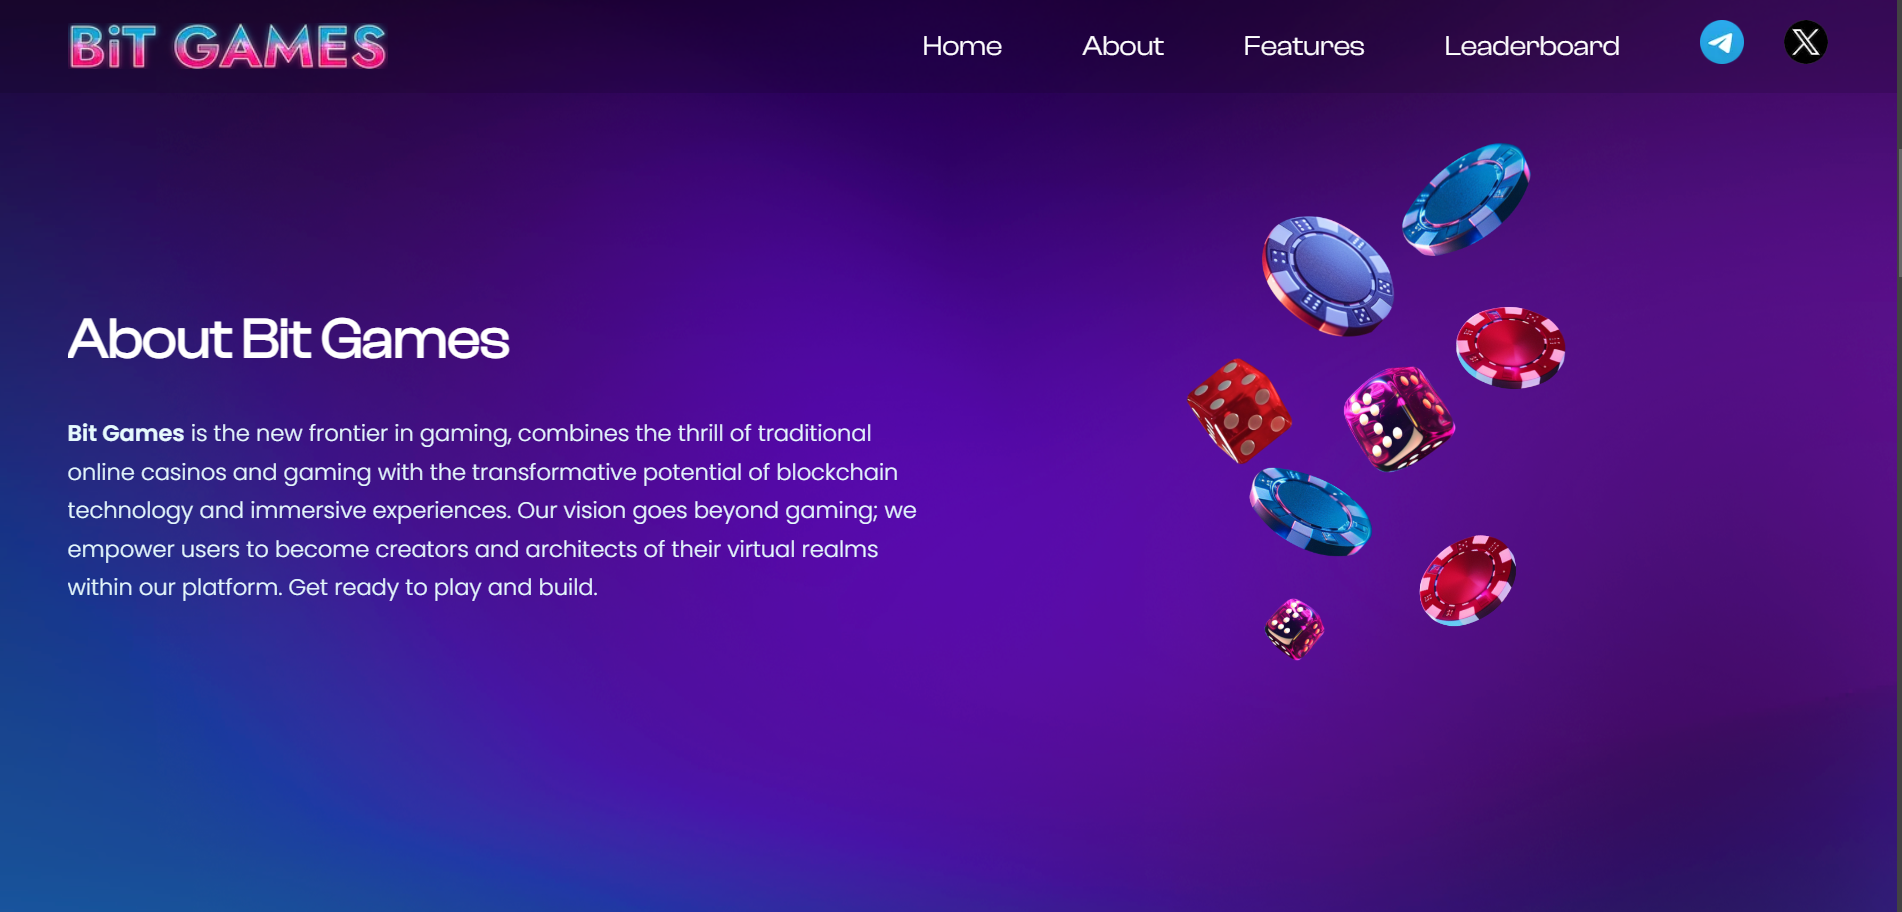 BiT GAMES
Home
About
Features
Leaderboard
About Bit Games
Bit Games is the new frontier in gaming, combines the thrill of traditional
online casinos and gaming with the transformative potential of blockchain
technology and immersive experiences. Our vision goes beyond gaming; we
empower users to become creators and architects of their virtual realms
within our platform. Get ready to play and build.